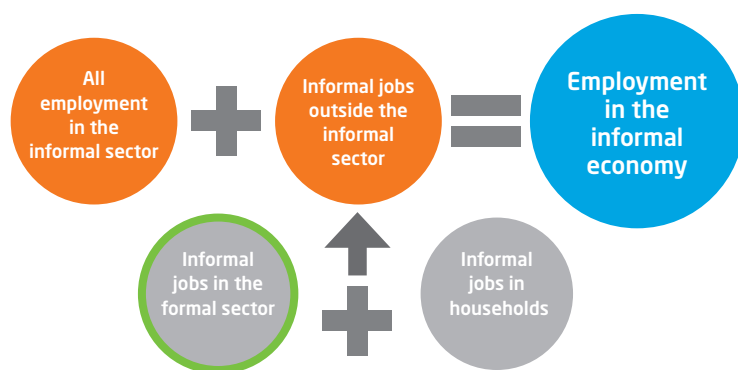 All
employment
in the
informal sector
Informal jobs
outside the
informal
sector
Employment
in the
informal
economy
Informal
jobs in the
formal sector
Informal
jobs in
households